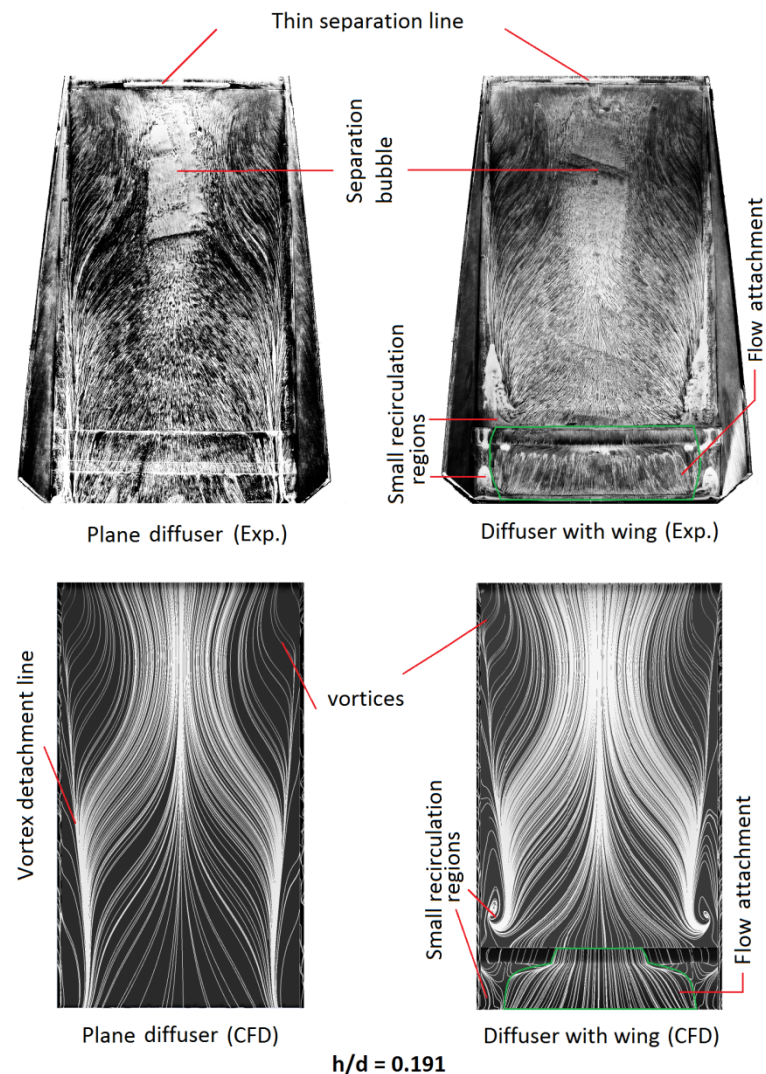 Thin separation line
Separation
bubble
Flow attachment
Small recirculation
regions
Plane diffuser (Exp.)
Diffuser with wing (Exp.)
Vortex detachment line
vortices
Small recirculation
regions
Flow attachment
Plane diffuser (CFD)
Diffuser with wing (CFD)
h/d = 0.191